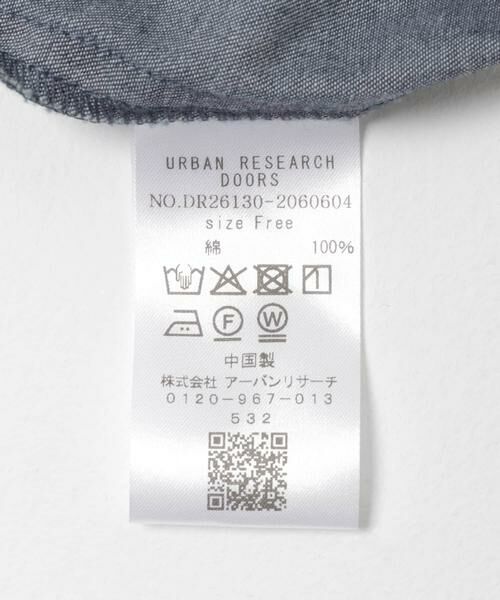 URBAN RESEARCH
DOORS
NO.DR26130-2060604
size Free
綿 100%
F W
中国製
株式会社 アーバンリサーチ
0120-967-013
532